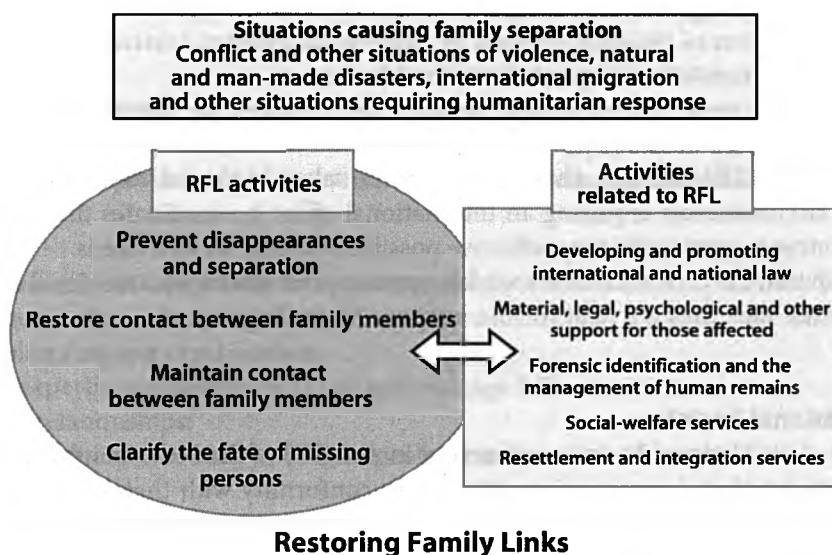 Situations causing family separation
Conflict and other situations of violence, natural
and man-made disasters, international migration
and other situations requiring humanitarian response
RFL activities
Prevent disappearances
and separation
Restore contact between family members
Maintain contact
between family members
Clarify the fate of missing
persons
Activities
related to RFL
Developing and promoting
international and national law
Material, legal, psychological and other
support for those affected
Forensic identification and the
management of human remains
Social-welfare services
Resettlement and integration services
Restoring Family Links